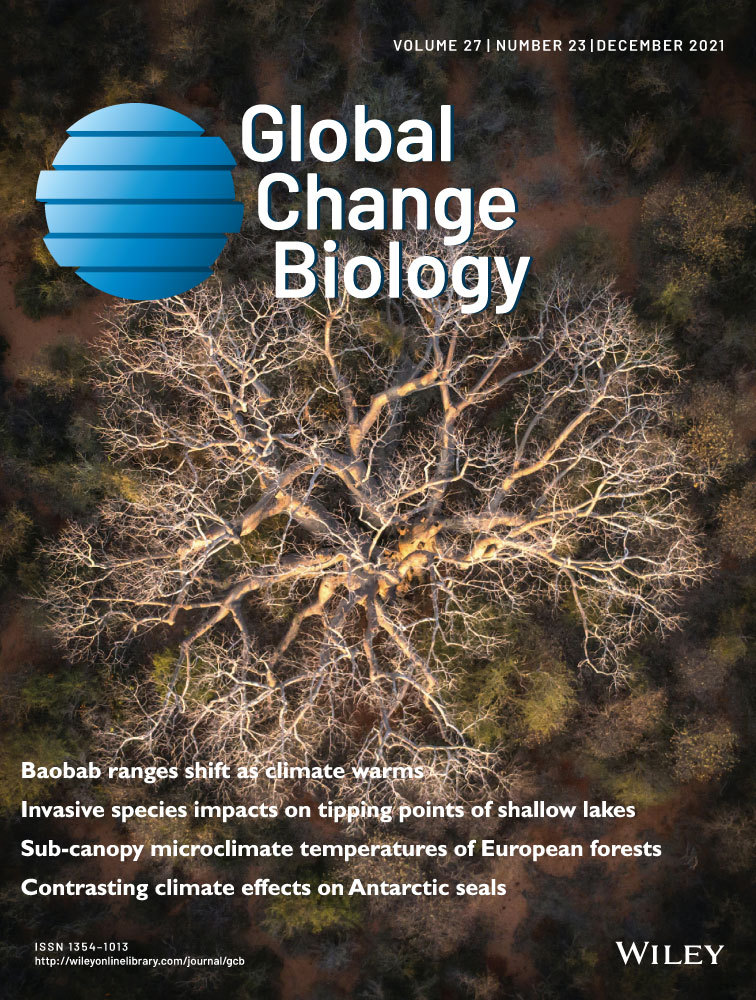 VOLUME 27 | NUMBER 23 | DECEMBER 2021
Global
Change
Biology
Baobab ranges shift as climate warms
Invasive species impacts on tipping points of shallow lakes
Sub-canopy microclimate temperatures of European forests
Contrasting climate effects on Antarctic seals
ISSN 1354-1013
http://wileyonlinelibrary.com/journal/gcb
WILEY